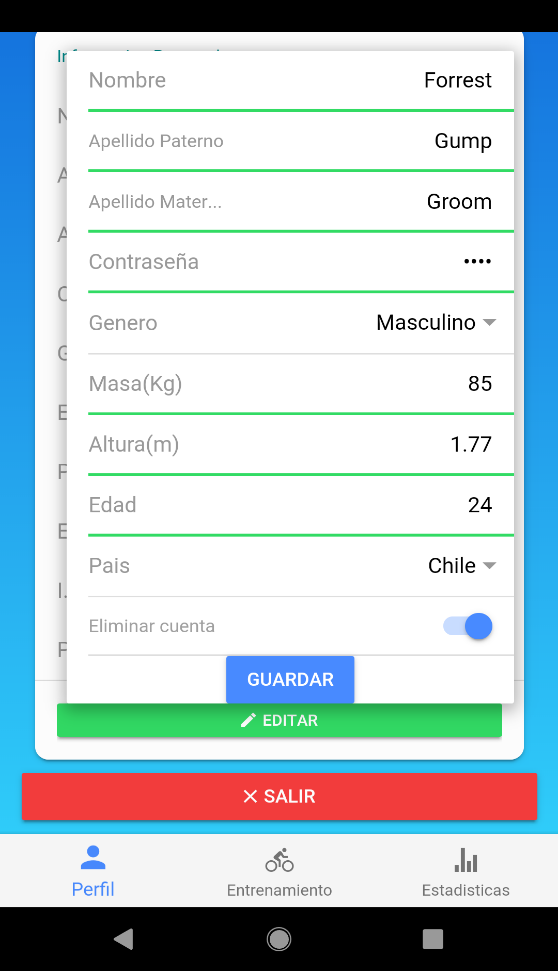 Nombre Forrest
Apellido Paterno Gump
Apellido Mater... Groom
Contraseña ••••
Genero Masculino
Masa(Kg) 85
Altura(m) 1.77
Edad 24
Pais Chile
Eliminar cuenta
GUARDAR
EDITAR
SALIR
Perfil Entrenamiento Estadisticas